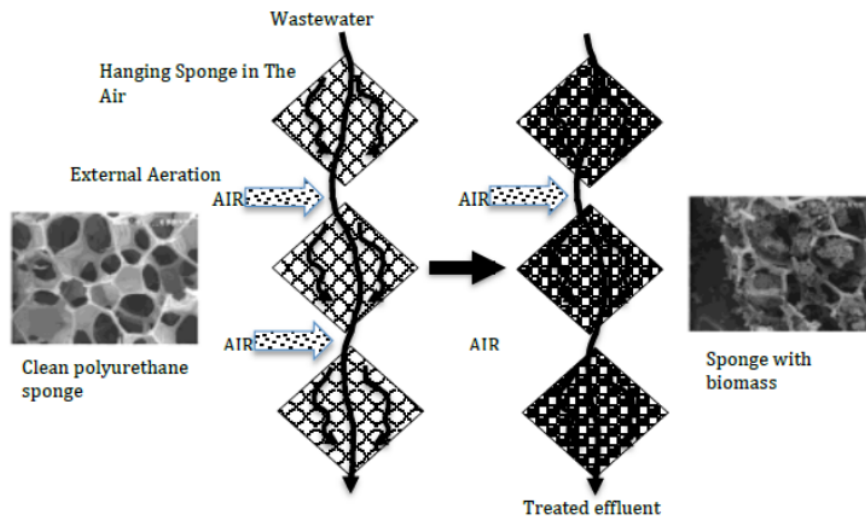 Wastewater
Hanging Sponge in The
Air
External Aeration
AIR
AIR
AIR
AIR
Clean polyurethane
sponge
Sponge with
biomass
Treated effluent